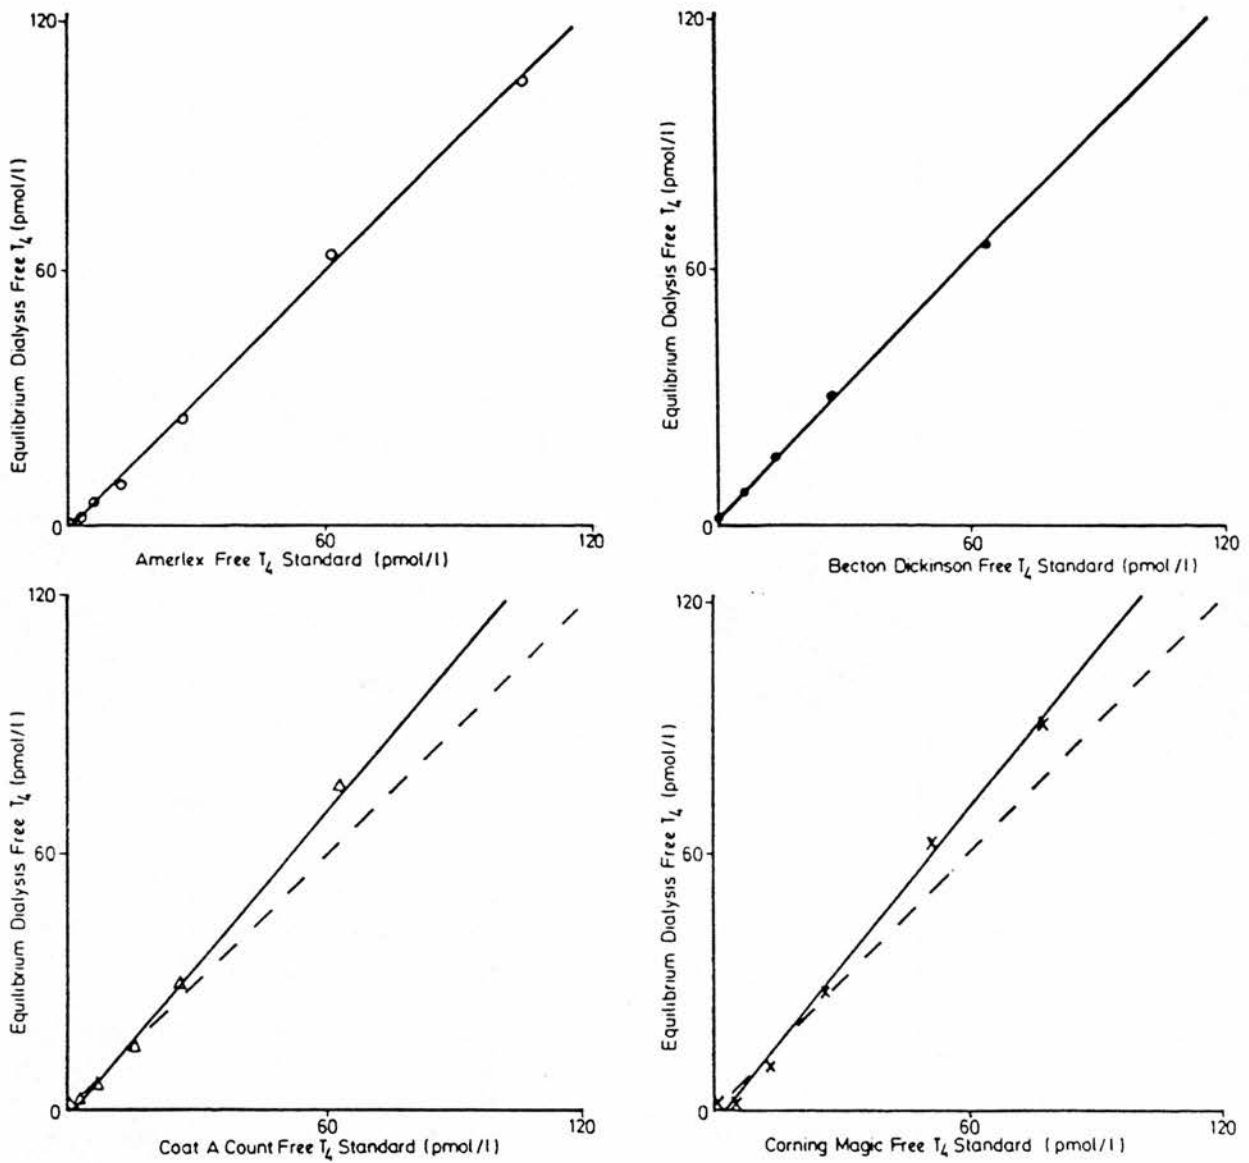 120
Equilibrium Dialysis Free T4 (pmol/l)
60
0
60
120
Amerlex Free T4 Standard (pmol/l)
120
Equilibrium Dialysis Free T4 (pmol/l)
60
0
60
120
Becton Dickinson Free T4 Standard (pmol/l)
120
Equilibrium Dialysis Free T4 (pmol/l)
60
0
60
120
Coat A Count Free T4 Standard (pmol/l)
120
Equilibrium Dialysis Free T4 (pmol/l)
60
0
60
120
Corning Magic Free T4 Standard (pmol/l)